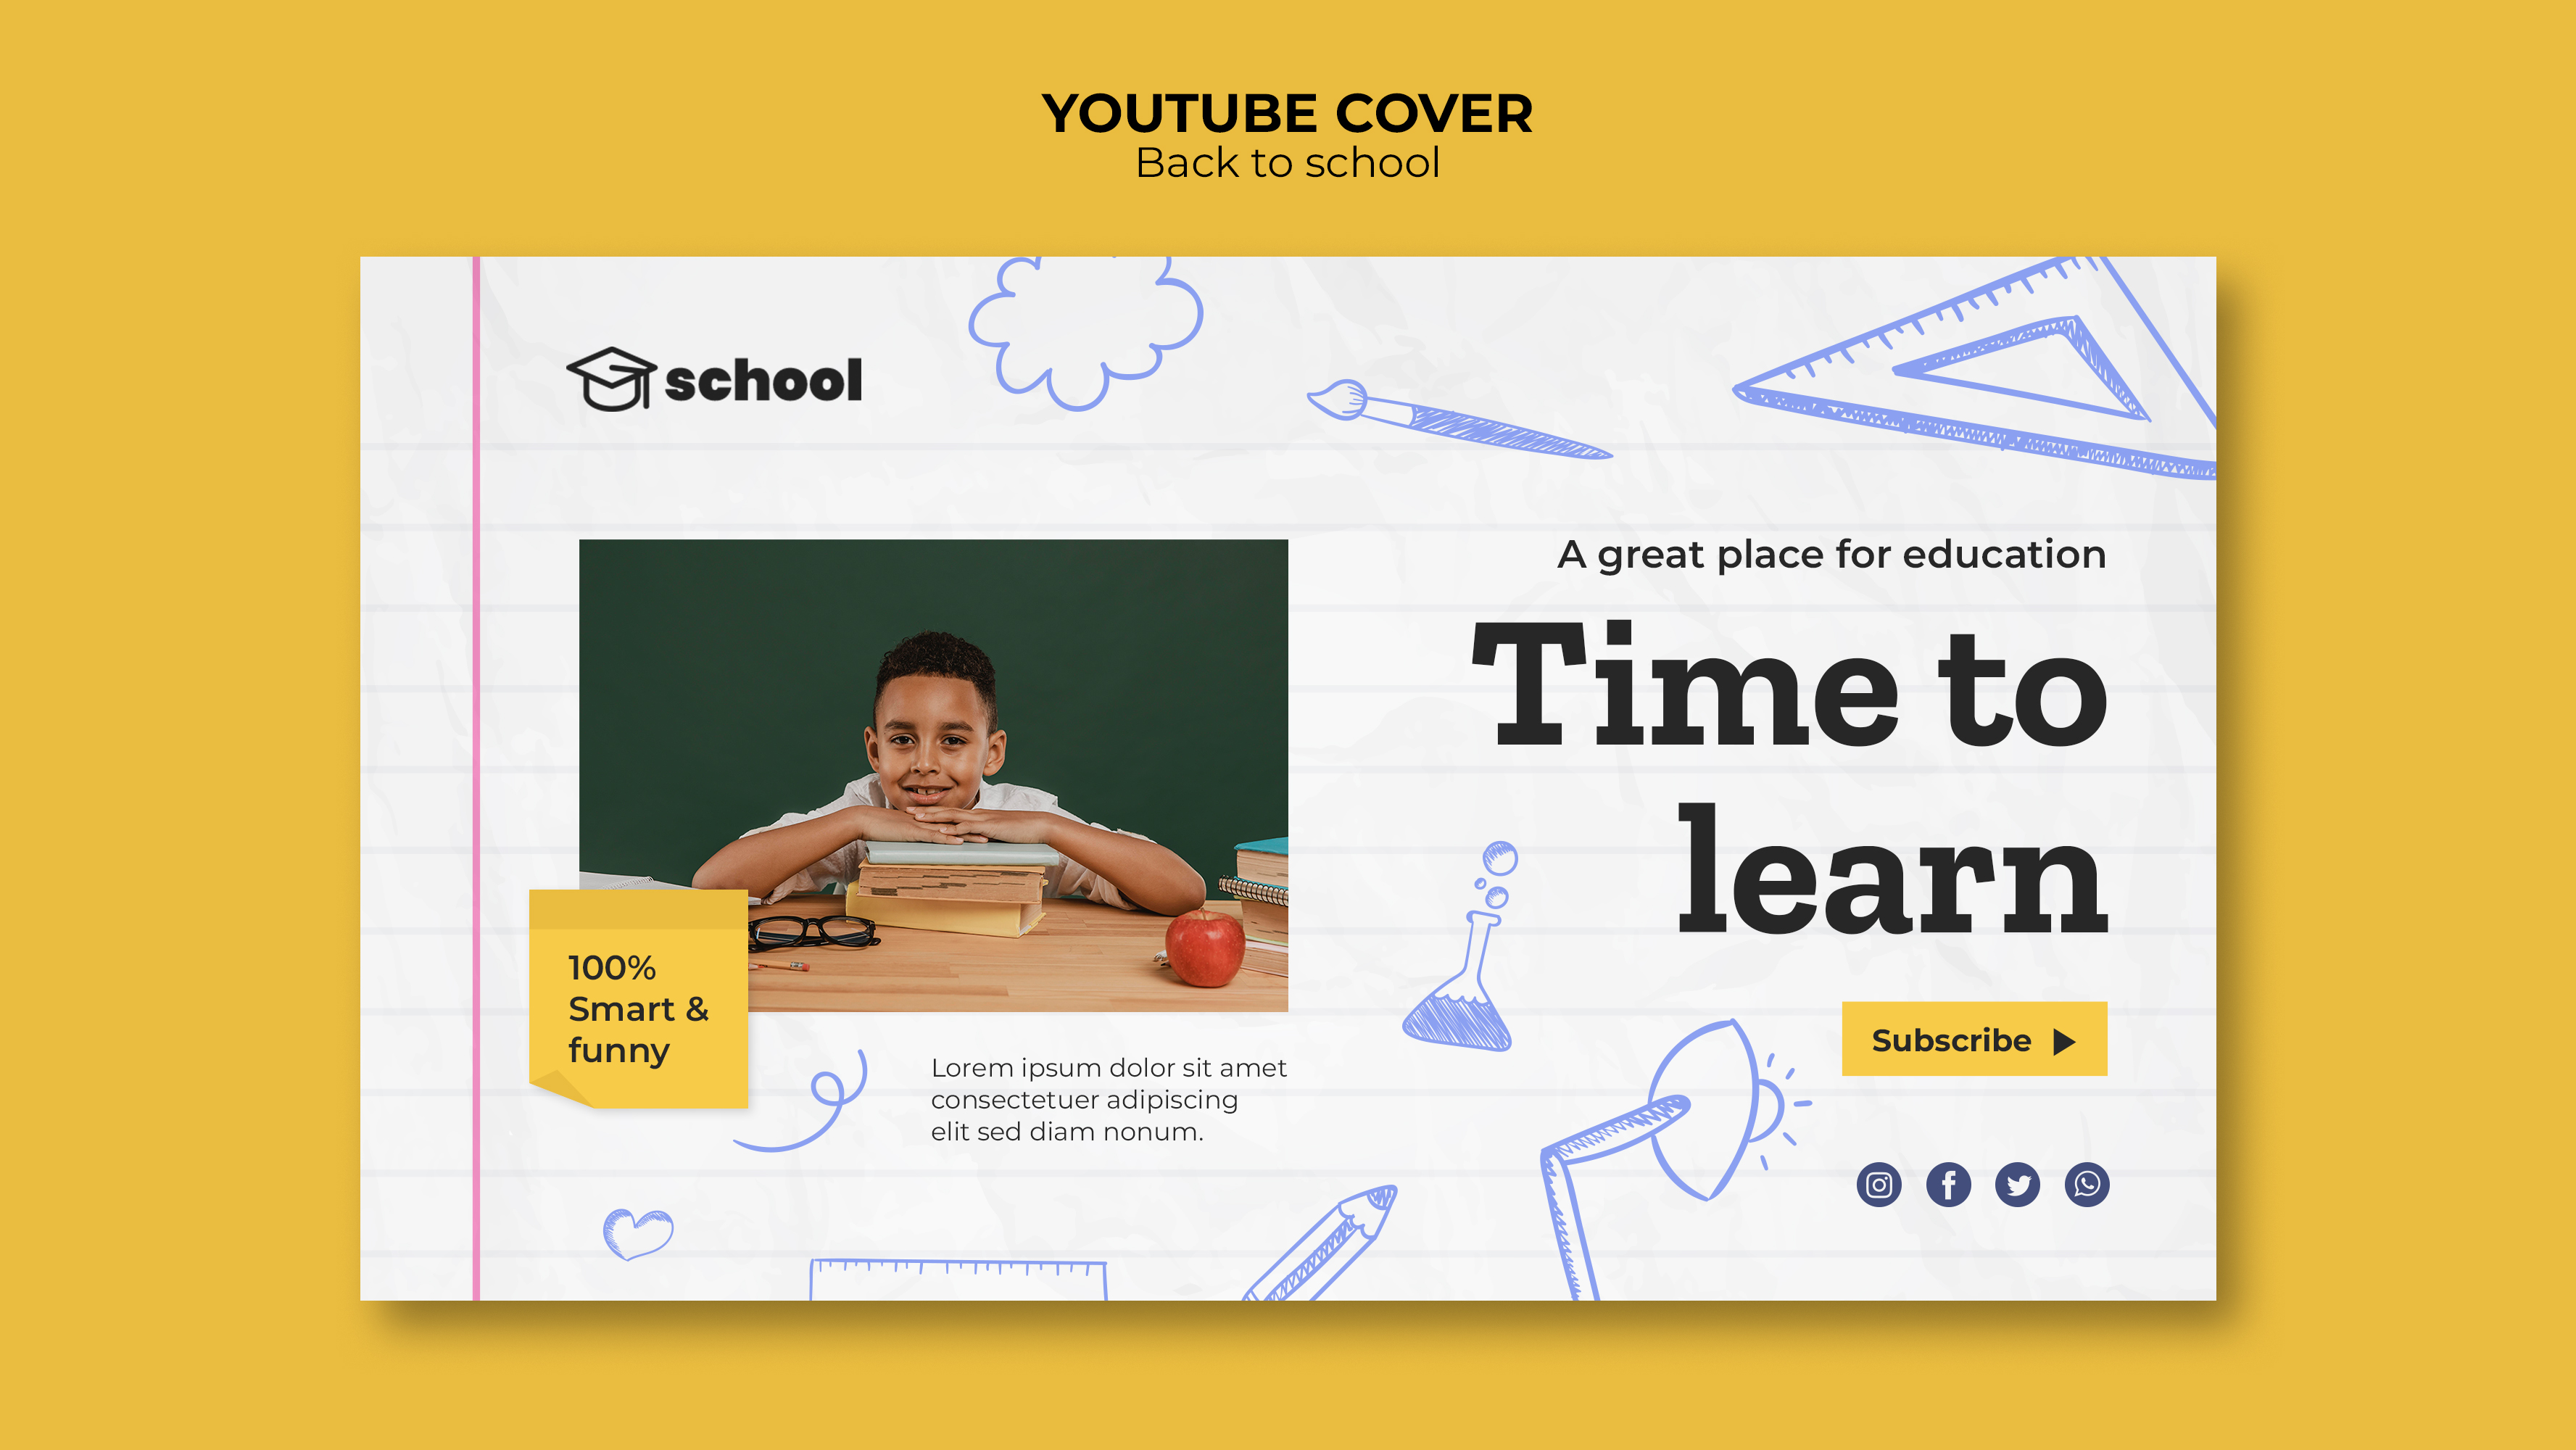 YOUTUBE COVER
Back to school
school
A great place for education
Time to
learn
100%
Smart &
funny
Lorem ipsum dolor sit amet
consectetuer adipiscing
elit sed diam nonum.
Subscribe